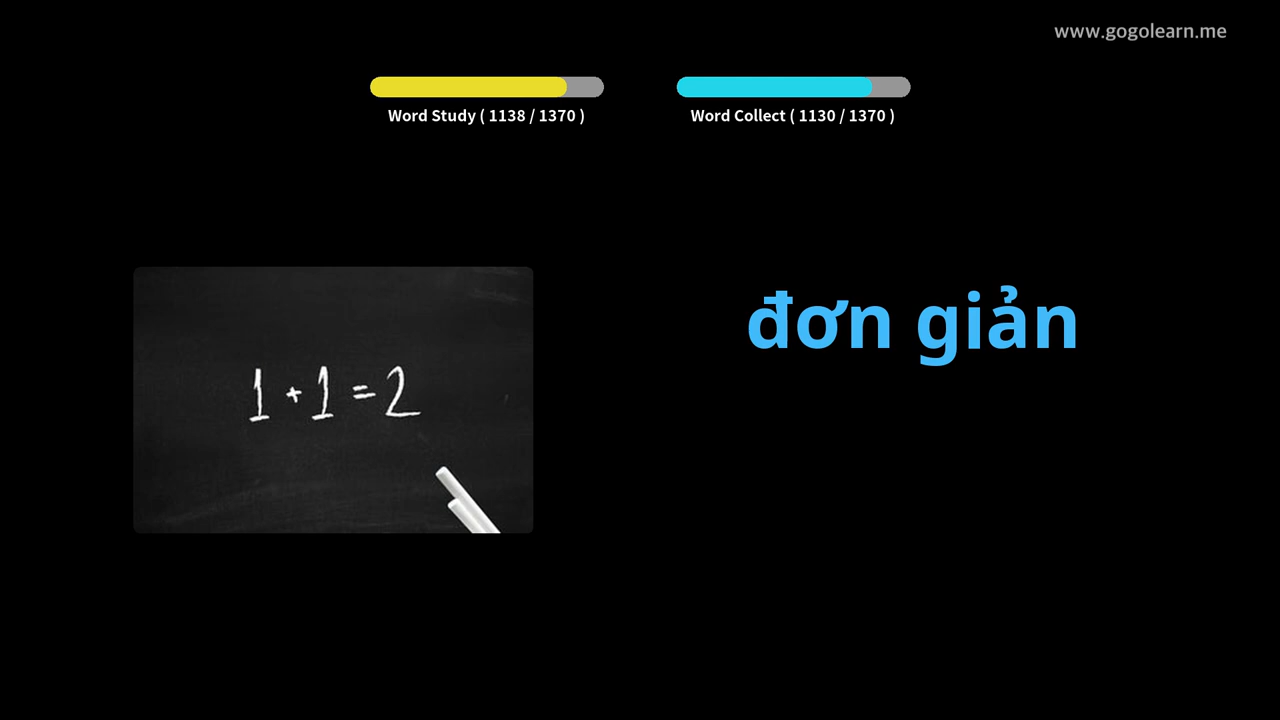 www.gogolearn.me
Word Study ( 1138 / 1370 )
Word Collect ( 1130 / 1370 )
đơn giản
1 + 1 = 2